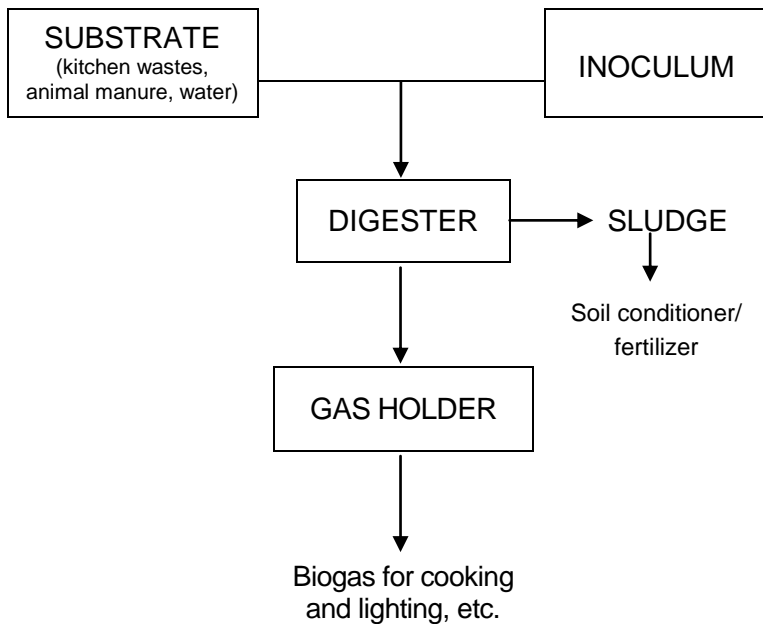 SUBSTRATE
(kitchen wastes,
animal manure, water)
INOCULUM
DIGESTER
SLUDGE
Soil conditioner/
fertilizer
GAS HOLDER
Biogas for cooking
and lighting, etc.